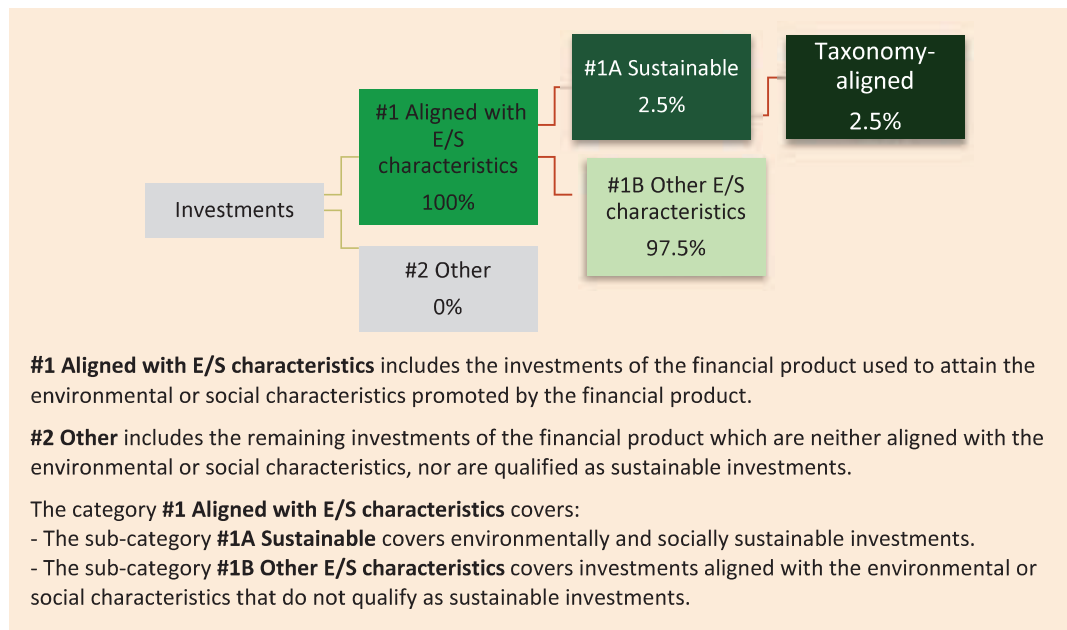 Investments
#1 Aligned with
E/S
characteristics
100%
#2 Other
0%
#1A Sustainable
2.5%
#1B Other E/S
characteristics
97.5%
Taxonomy-
aligned
2.5%
#1 Aligned with E/S characteristics includes the investments of the financial product used to attain the
environmental or social characteristics promoted by the financial product.
#2 Other includes the remaining investments of the financial product which are neither aligned with the
environmental or social characteristics, nor are qualified as sustainable investments.
The category #1 Aligned with E/S characteristics covers:
- The sub-category #1A Sustainable covers environmentally and socially sustainable investments.
- The sub-category #1B Other E/S characteristics covers investments aligned with the environmental or
social characteristics that do not qualify as sustainable investments.